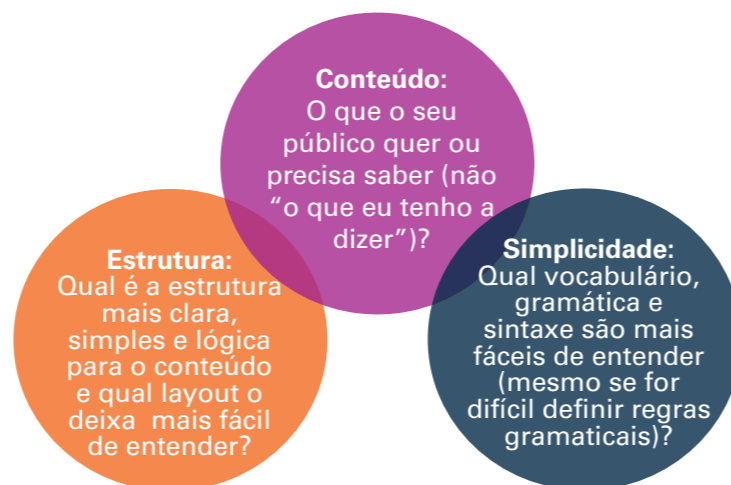 Conteúdo:
O que o seu
público quer ou
precisa saber (não
“o que eu tenho a
dizer”)?
Estrutura:
Qual é a estrutura
mais clara,
simples e lógica
para o conteúdo
e qual layout o
deixa  mais fácil
de entender?
Simplicidade:
Qual vocabulário,
gramática e
sintaxe são mais
fáceis de entender
(mesmo se for
difícil definir regras
gramaticais)?